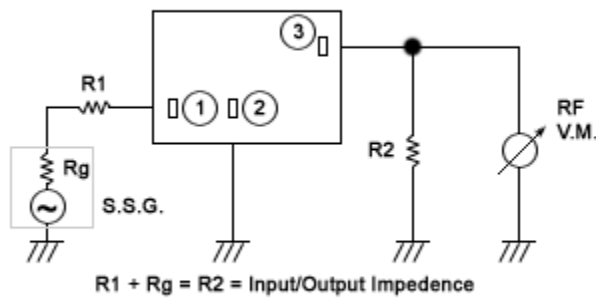 3
R1
1
2
RF
V.M.
R2
Rg
S.S.G.
R1 + Rg = R2 = Input/Output Impedence